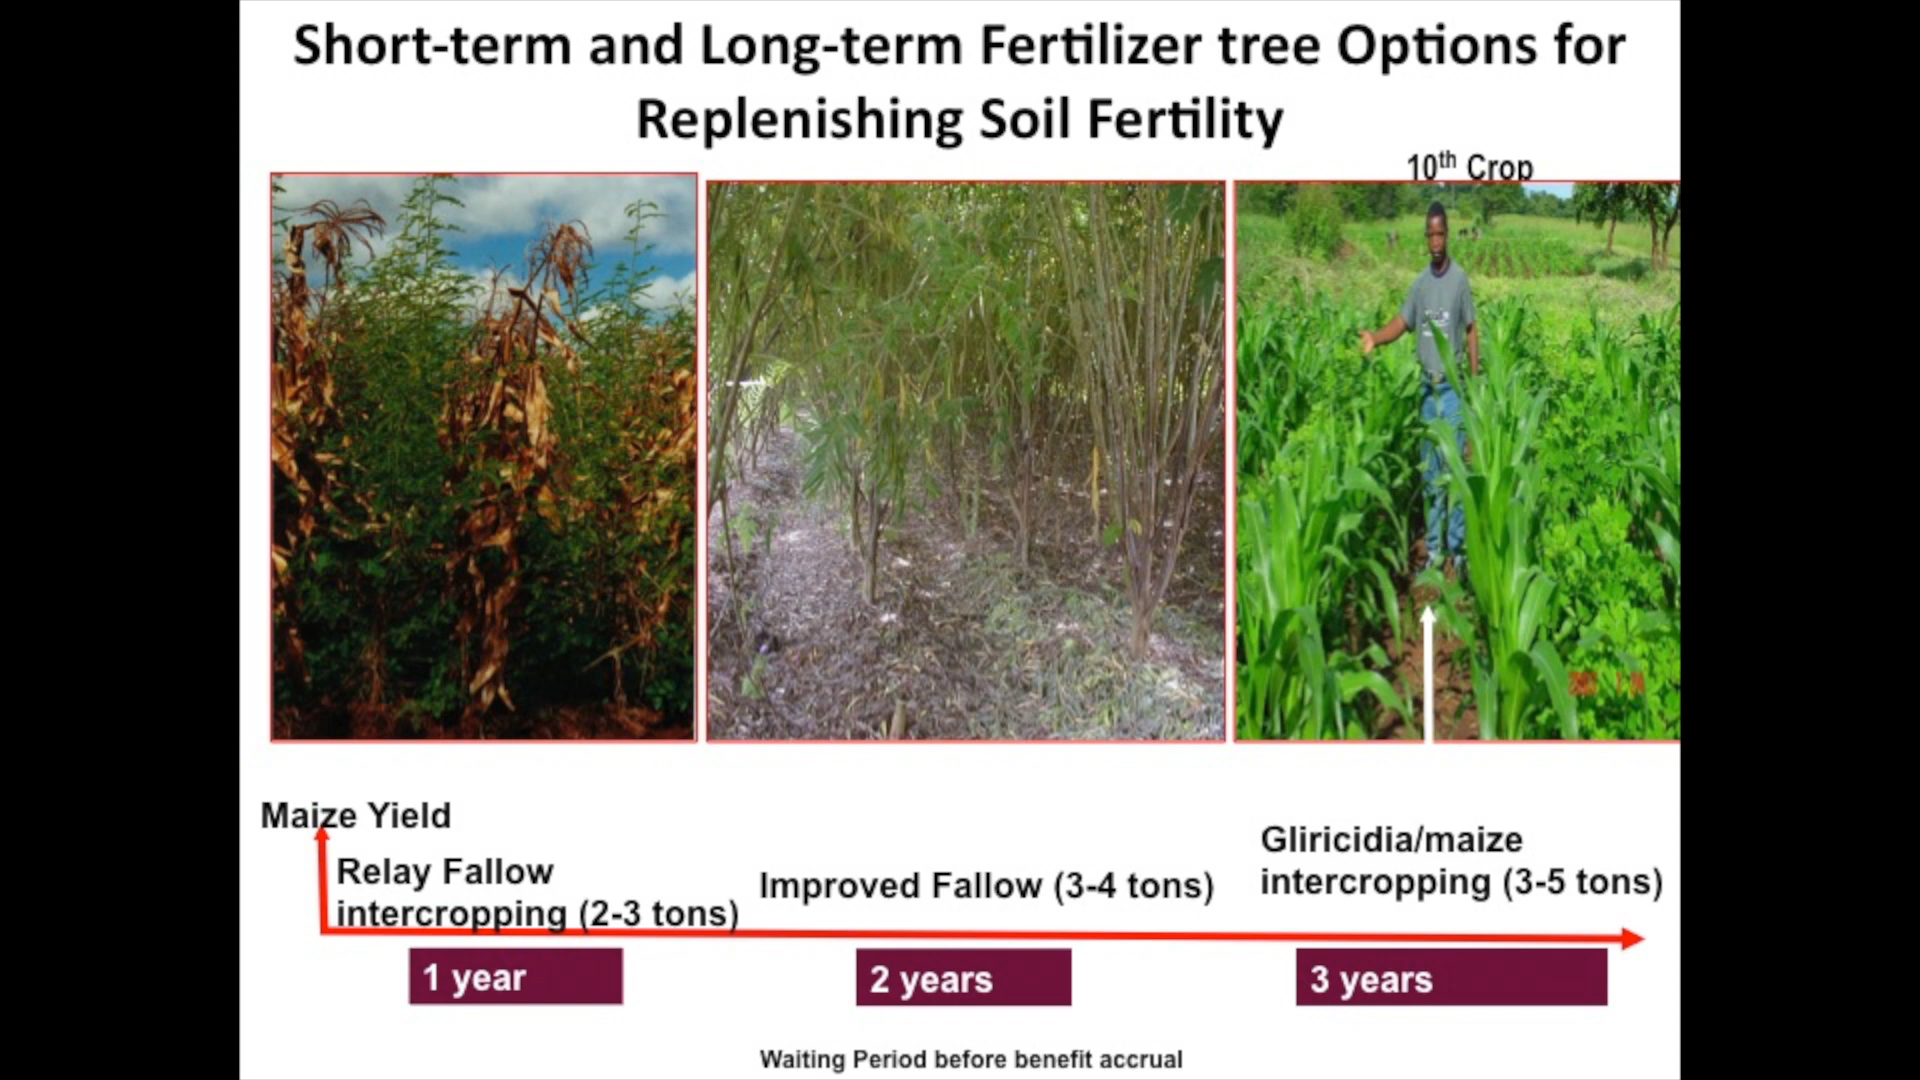 Short-term and Long-term Fertilizer tree Options for
Replenishing Soil Fertility
10th Crop
Maize Yield
Relay Fallow
intercropping (2-3 tons)
Improved Fallow (3-4 tons)
Gliricidia/maize
intercropping (3-5 tons)
1 year
2 years
3 years
Waiting Period before benefit accrual